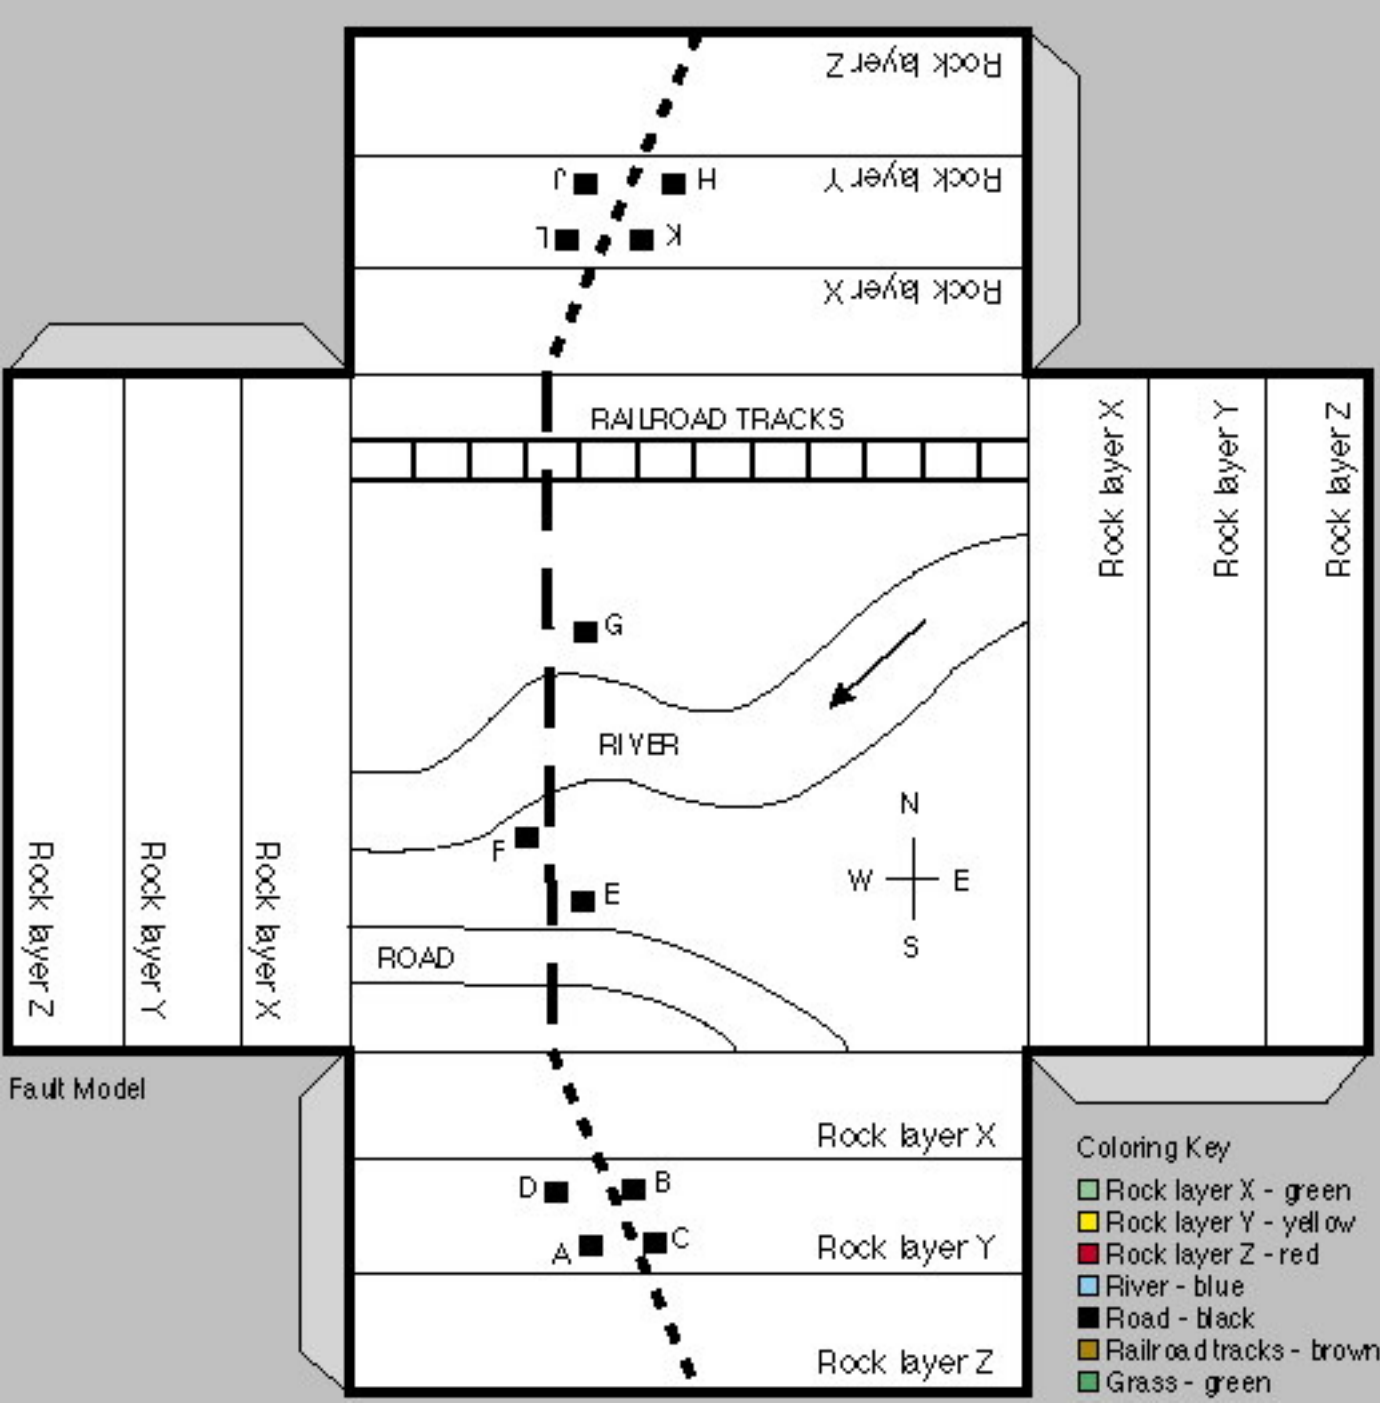 Rock layer Z
Rock layer Y
J
H
L
K
Rock layer X
RAILROAD TRACKS
Rock layer X
Rock layer Y
Rock layer Z
G
RIVER
N
W
E
S
F
E
ROAD
Rock layer Z
Rock layer Y
Rock layer X
Fault Model
Rock layer X
D
B
A
C
Rock layer Y
Rock layer Z
Coloring Key
Rock layer X - green
Rock layer Y - yellow
Rock layer Z - red
River - blue
Road - black
Railroad tracks - brown
Grass - green